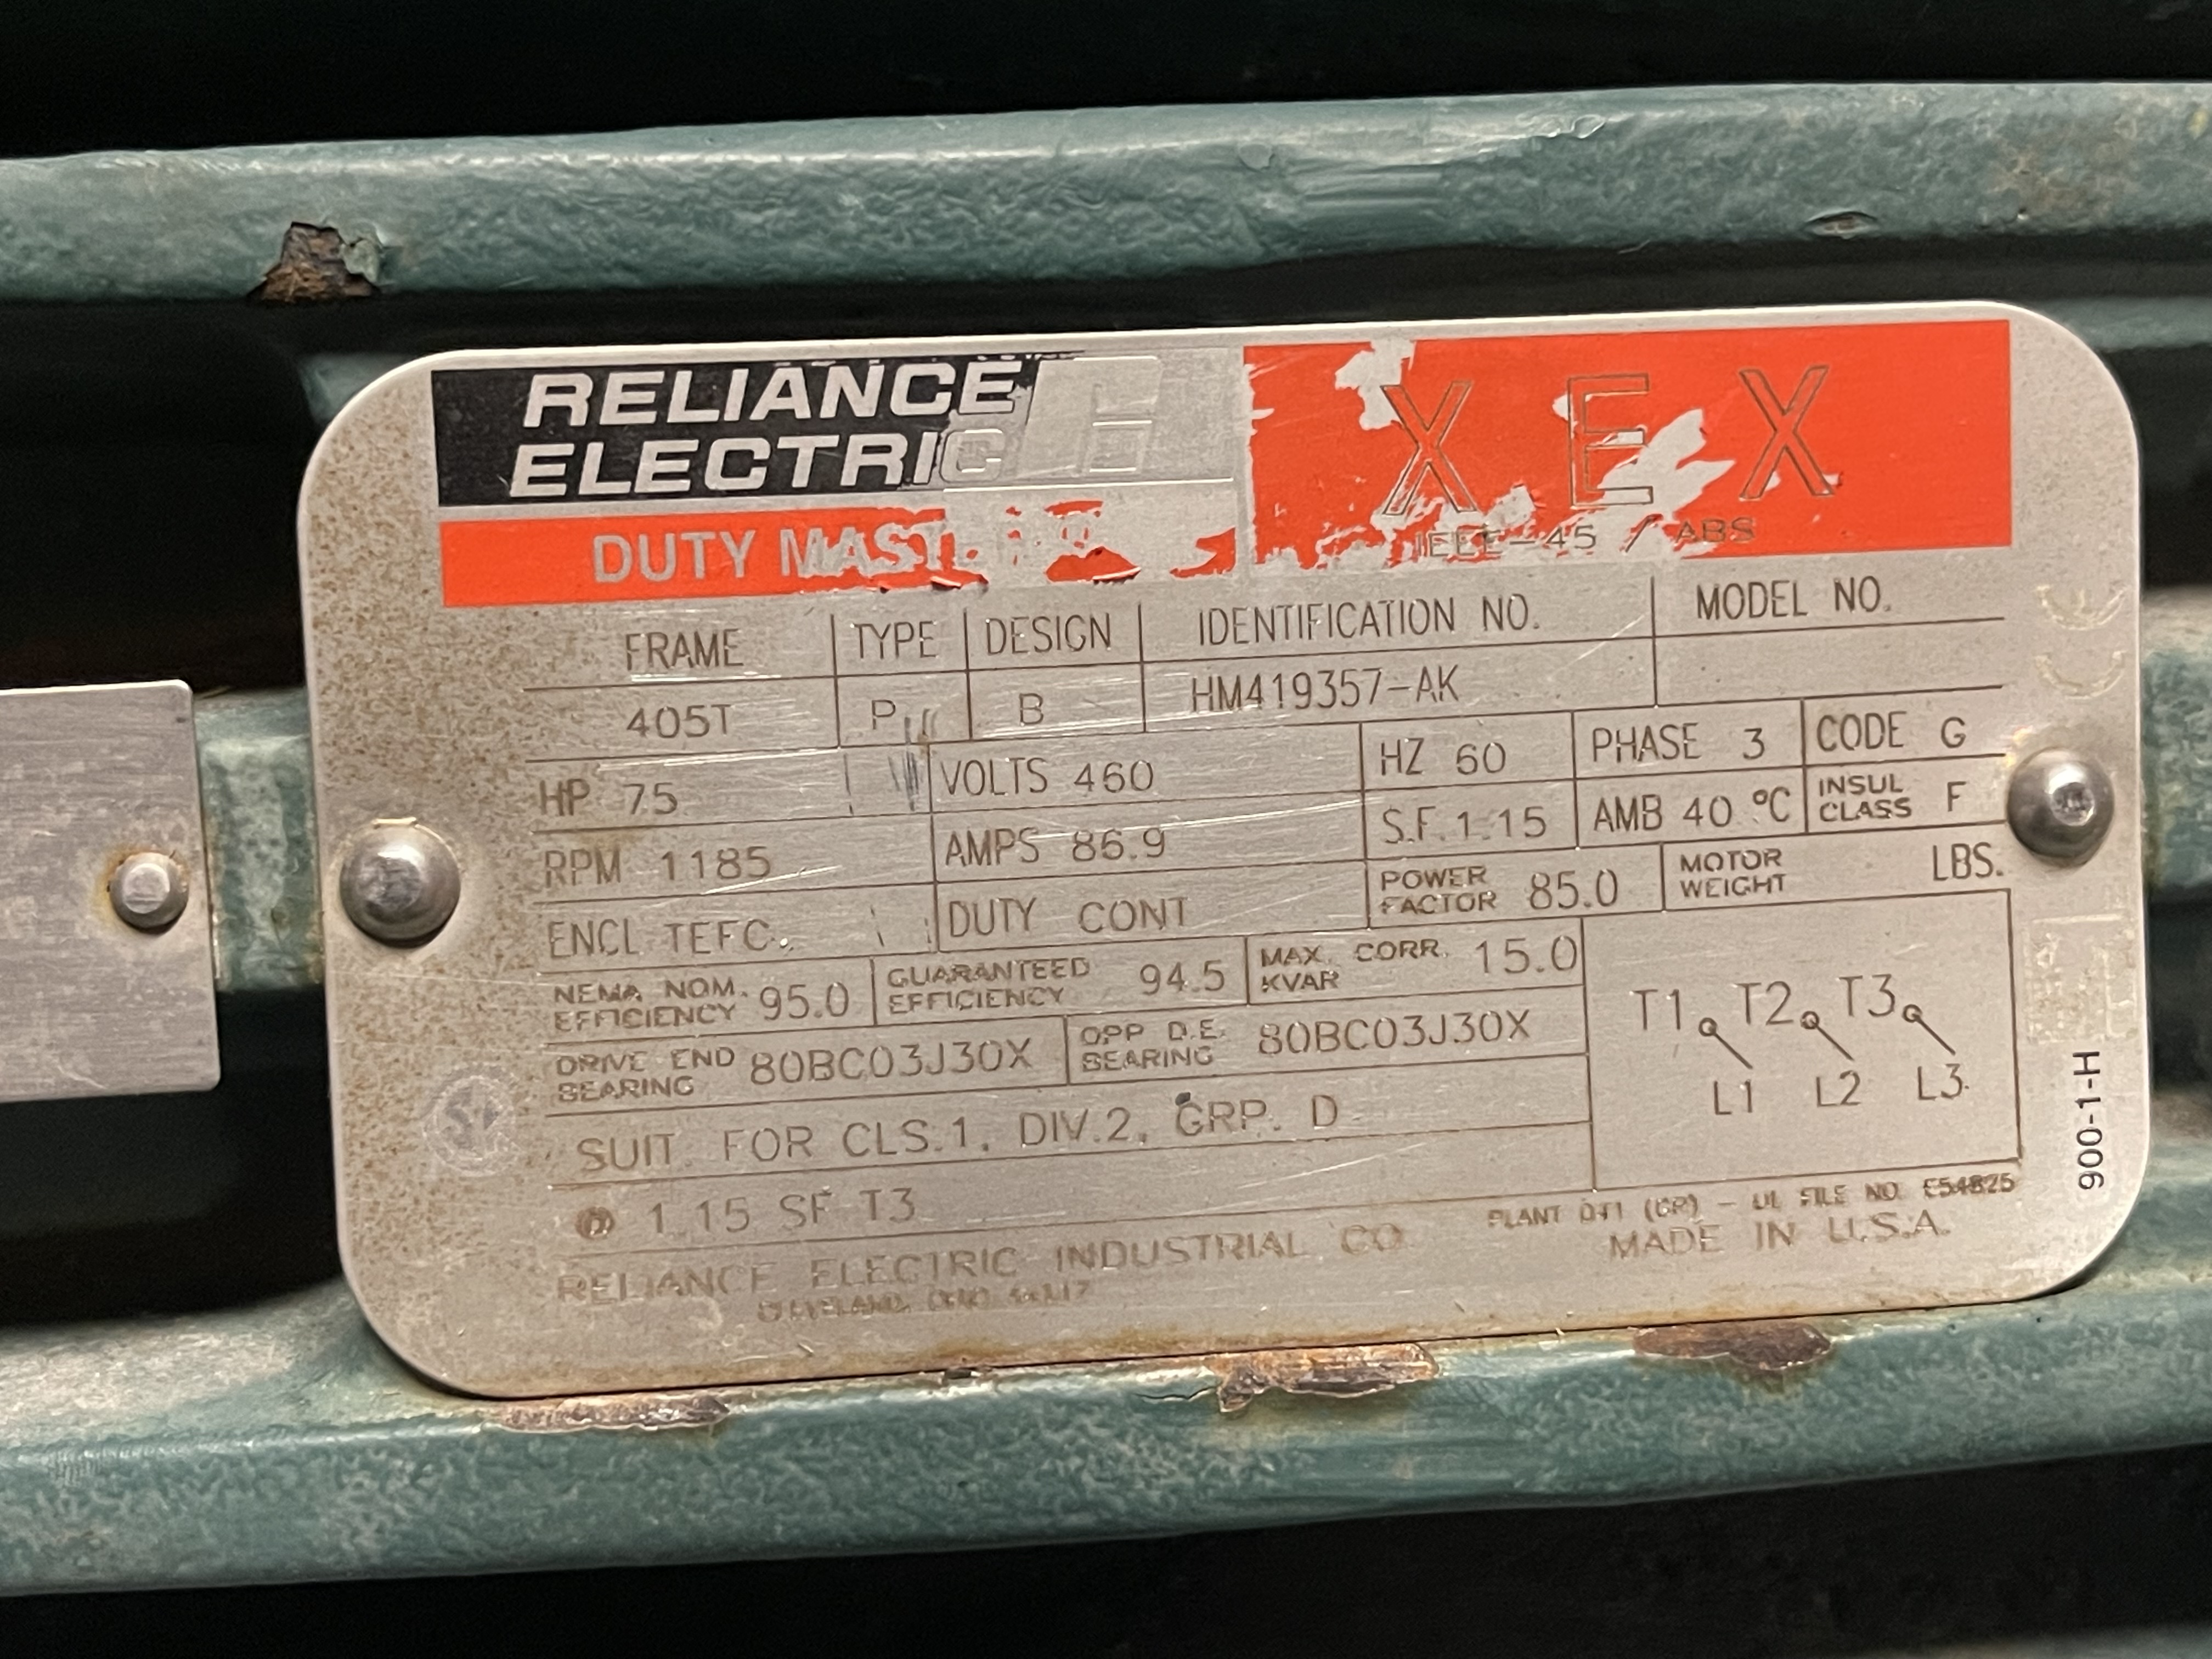 RELIANCE
ELECTRIC
XEX
DUTY MASTER
IEEE-45 / ABS
FRAME TYPE DESIGN IDENTIFICATION NO. MODEL NO.
405T P B HM419357-AK
HP 75 VOLTS 460 HZ 60 PHASE 3 CODE G
RPM 1185 AMPS 86.9 S.F. 1.15 AMB 40 °C INSUL CLASS F
ENCL TEFC DUTY CONT POWER FACTOR 85.0 MOTOR WEIGHT LBS.
NEMA NOM. EFFICIENCY 95.0 GUARANTEED EFFICIENCY 94.5 MAX. CORR. KVAR 15.0
DRIVE END BEARING 80BC03J30X OPP D.E. BEARING 80BC03J30X
T1 T2 T3
L1 L2 L3
SUIT. FOR CLS.1, DIV.2, GRP. D
@ 1.15 SF T3
PLANT (GR) - UL FILE NO. E54825
RELIANCE ELECTRIC INDUSTRIAL CO MADE IN U.S.A.
CLEVELAND,
900-1-H